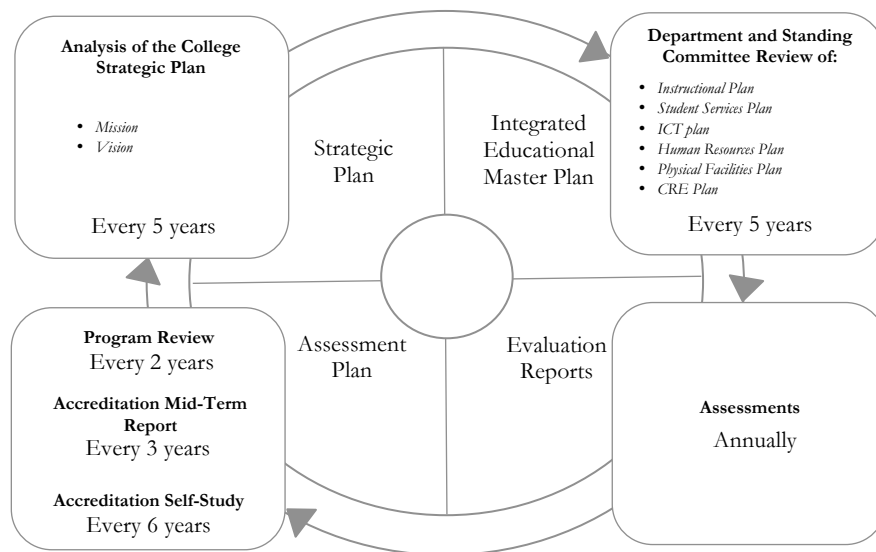 Analysis of the College
Strategic Plan
• Mission
• Vision
Every 5 years
Strategic
Plan
Integrated
Educational
Master Plan
Department and Standing
Committee Review of:
• Instructional Plan
• Student Services Plan
• ICT plan
• Human Resources Plan
• Physical Facilities Plan
• CRE Plan
Every 5 years
Program Review
Every 2 years
Accreditation Mid-Term
Report
Every 3 years
Accreditation Self-Study
Every 6 years
Assessment
Plan
Evaluation
Reports
Assessments
Annually